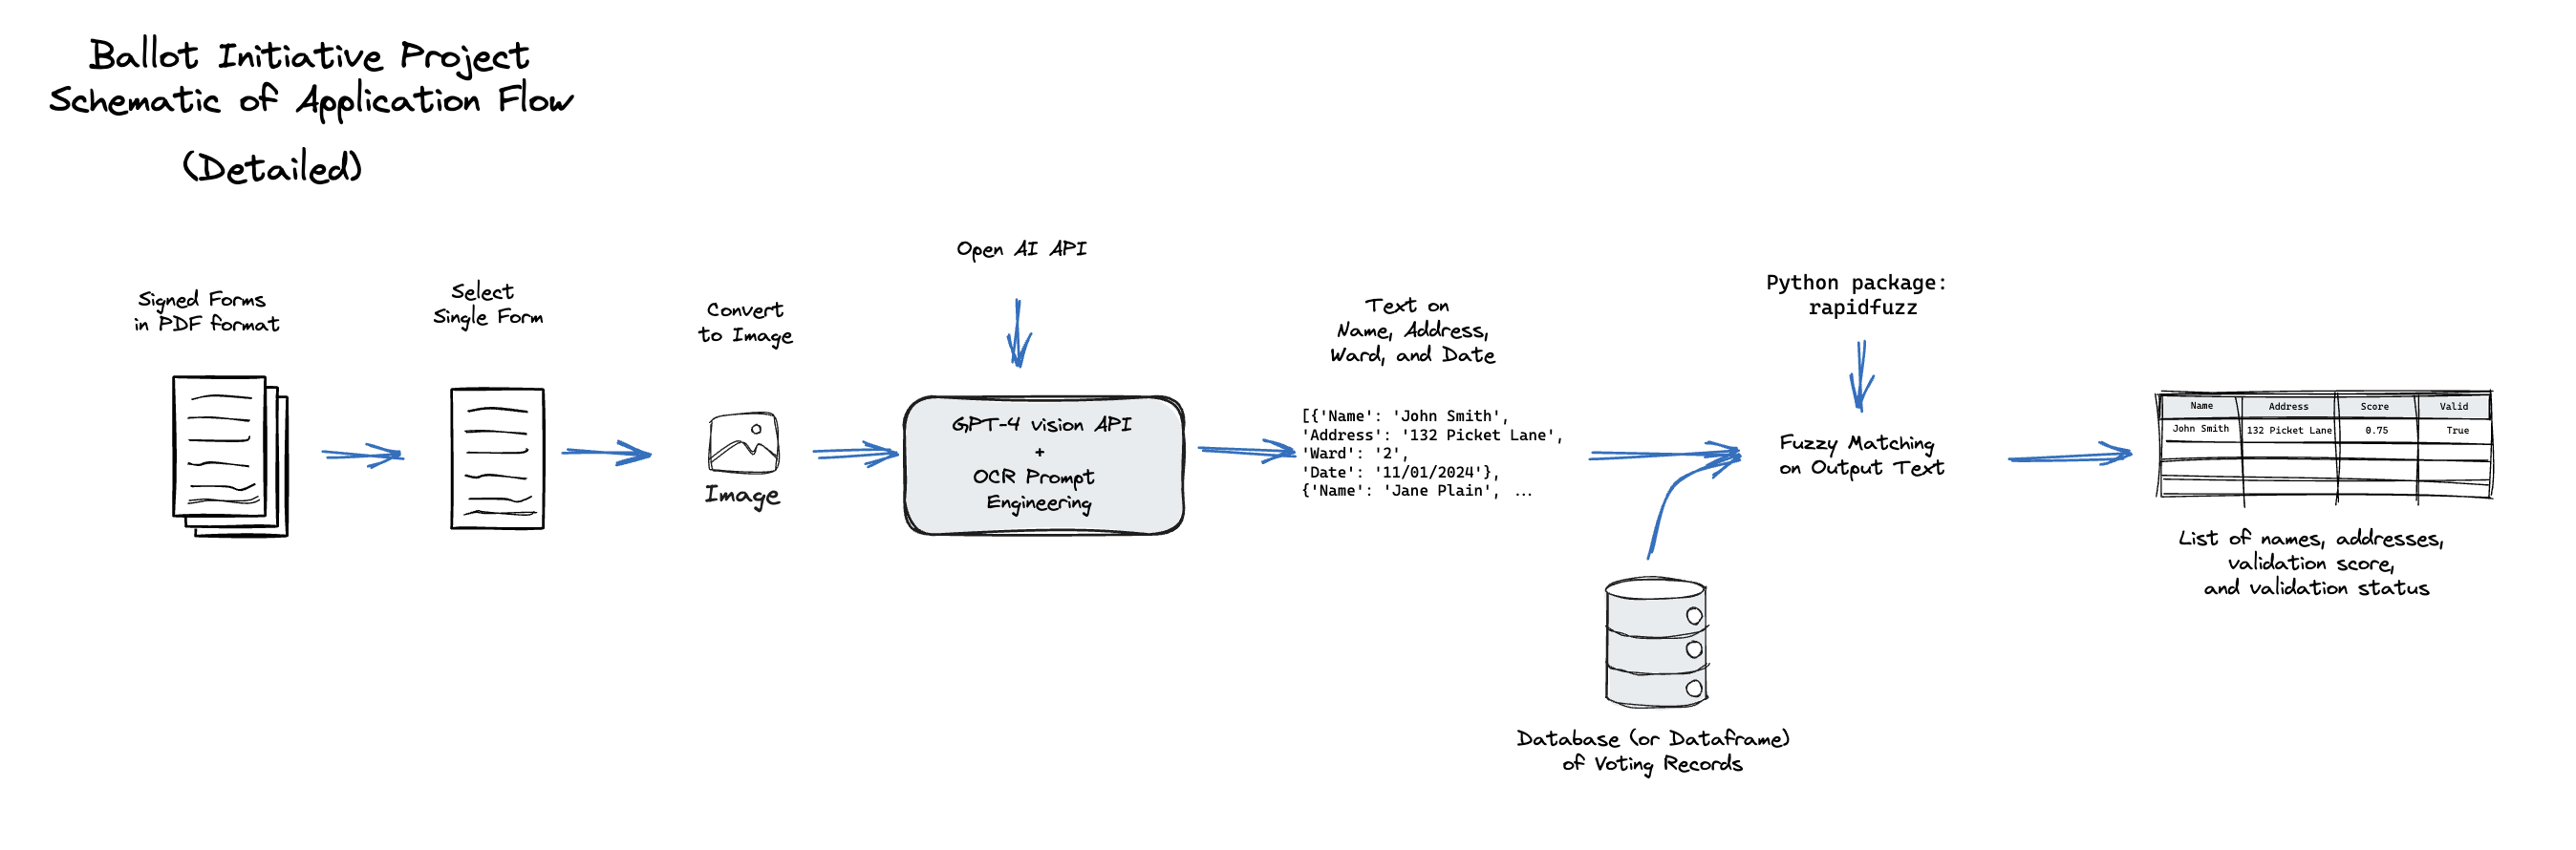 Ballot Initiative Project
Schematic of Application Flow
(Detailed)
Signed Forms
in PDF format
Select
Single Form
Convert
to Image
Image
Open AI API
GPT-4 vision API
+
OCR Prompt
Engineering
Text on
Name, Address,
Ward, and Date
[{'Name': 'John Smith',
'Address': '132 Picket Lane',
'Ward': '2',
'Date': '11/01/2024'},
{'Name': 'Jane Plain', ...
Database (or Dataframe)
of Voting Records
Python package:
rapidfuzz
Fuzzy Matching
on Output Text
Name Address Score Valid
John Smith 132 Picket Lane 0.75 True
List of names, addresses,
validation score,
and validation status